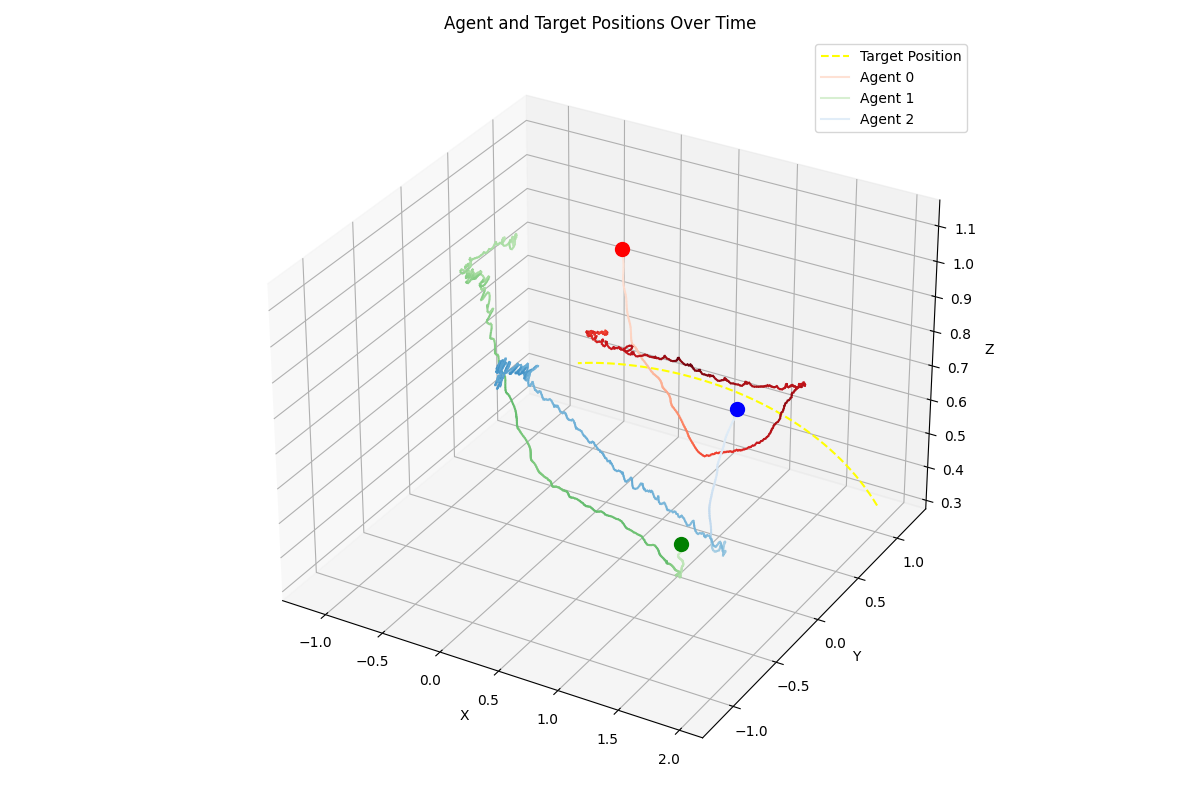 Agent and Target Positions Over Time
Target Position
Agent 0
Agent 1
Agent 2
1.1
1.0
0.9
0.8
Z
0.7
0.6
0.5
0.4
0.3
1.0
0.5
0.0
Y
−0.5
−1.0
−1.0
−0.5
0.0
0.5
X
1.0
1.5
2.0